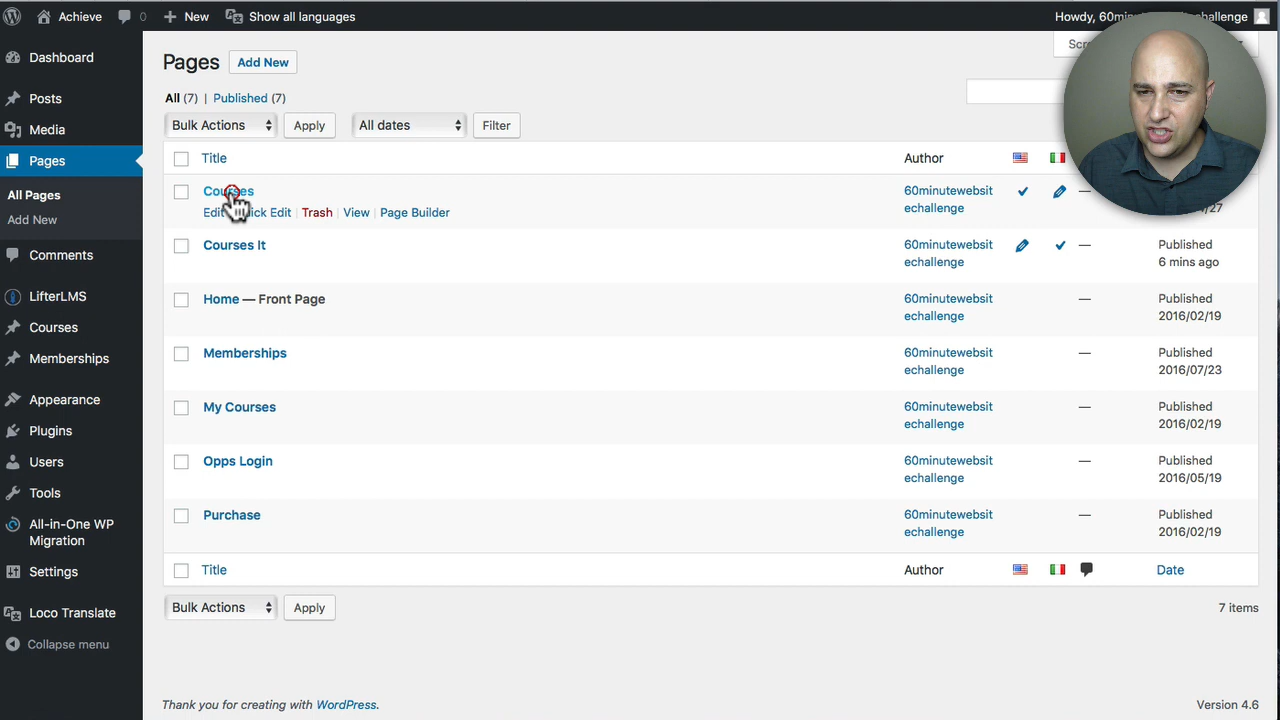 Achieve 0 New Show all languages Howdy, 60min challenge
Dashboard
Posts
Media
Pages
All Pages
Add New
Comments
LifterLMS
Courses
Memberships
Appearance
Plugins
Users
Tools
All-in-One WP
Migration
Settings
Loco Translate
Collapse menu
Pages Add New
All (7) | Published (7)
Bulk Actions Apply All dates Filter
Title Author
Courses 60minutewebsit
Edit Quick Edit | Trash | View | Page Builder echallenge /27
Courses It 60minutewebsit — Published
echallenge 6 mins ago
Home — Front Page 60minutewebsit — Published
echallenge 2016/02/19
Memberships 60minutewebsit — Published
echallenge 2016/07/23
My Courses 60minutewebsit — Published
echallenge 2016/02/19
Opps Login 60minutewebsit — Published
echallenge 2016/05/19
Purchase 60minutewebsit — Published
echallenge 2016/02/19
Title Author Date
Bulk Actions Apply 7 items
Thank you for creating with WordPress. Version 4.6